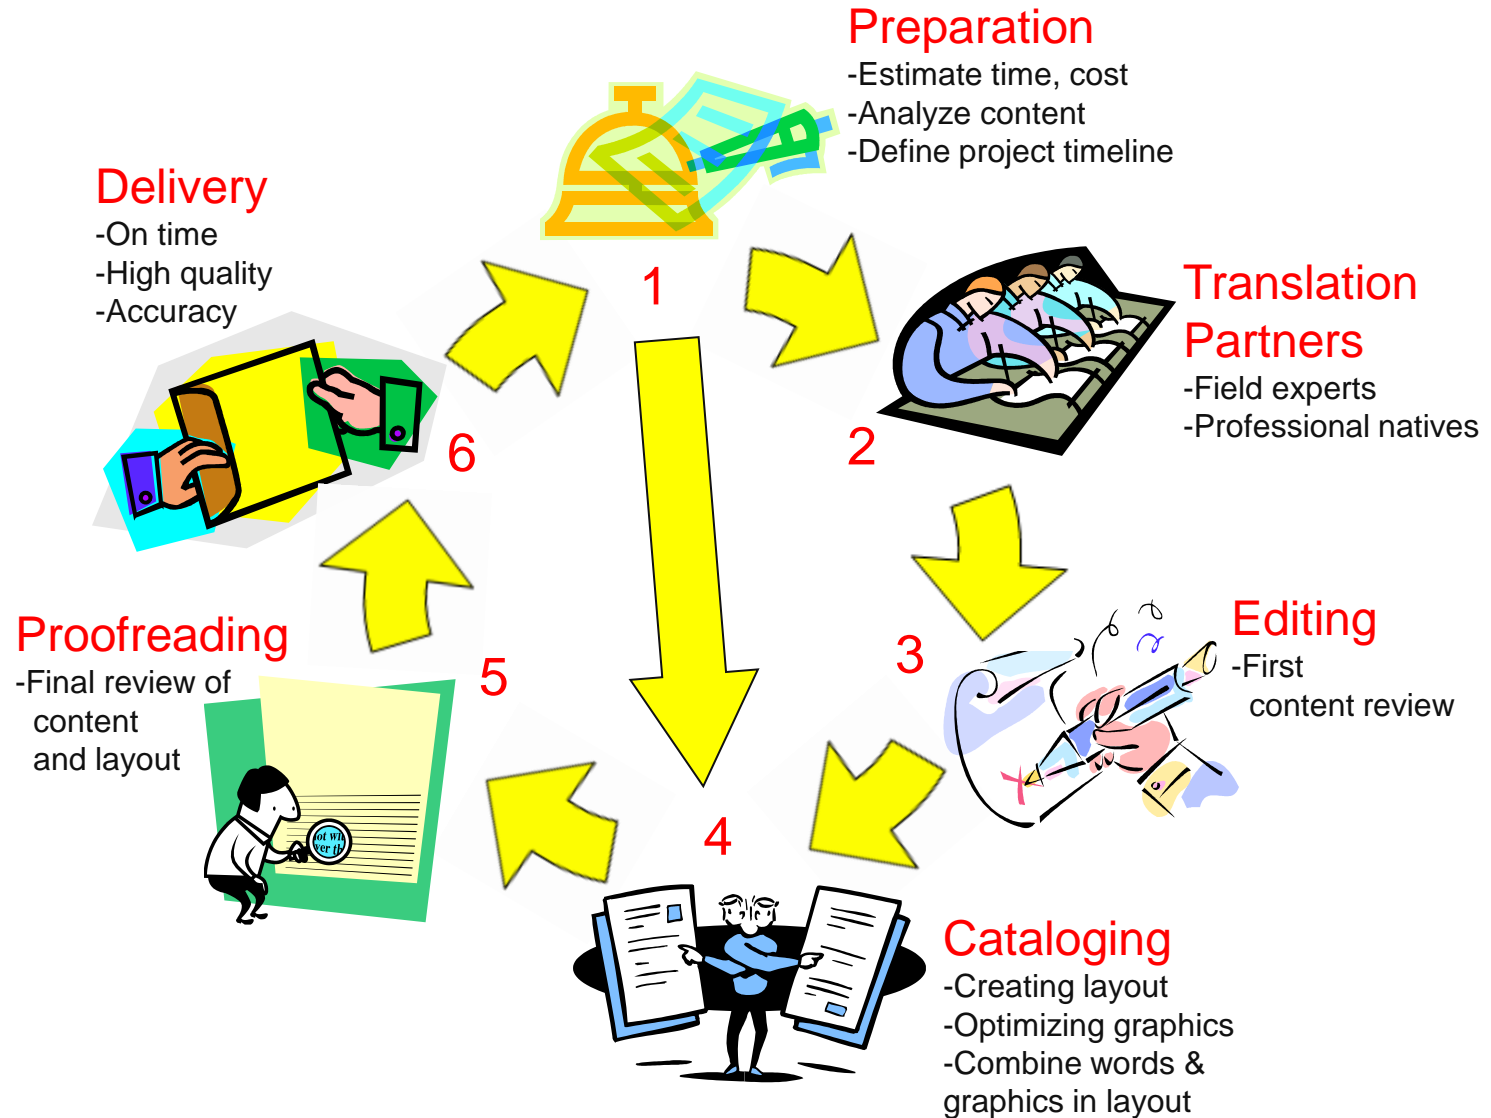 Preparation
-Estimate time, cost
-Analyze content
-Define project timeline
1
Translation
Partners
-Field experts
-Professional natives
2
Editing
-First
content review
3
Cataloging
-Creating layout
-Optimizing graphics
-Combine words &
graphics in layout
4
Proofreading
-Final review of
content
and layout
5
Delivery
-On time
-High quality
-Accuracy
6